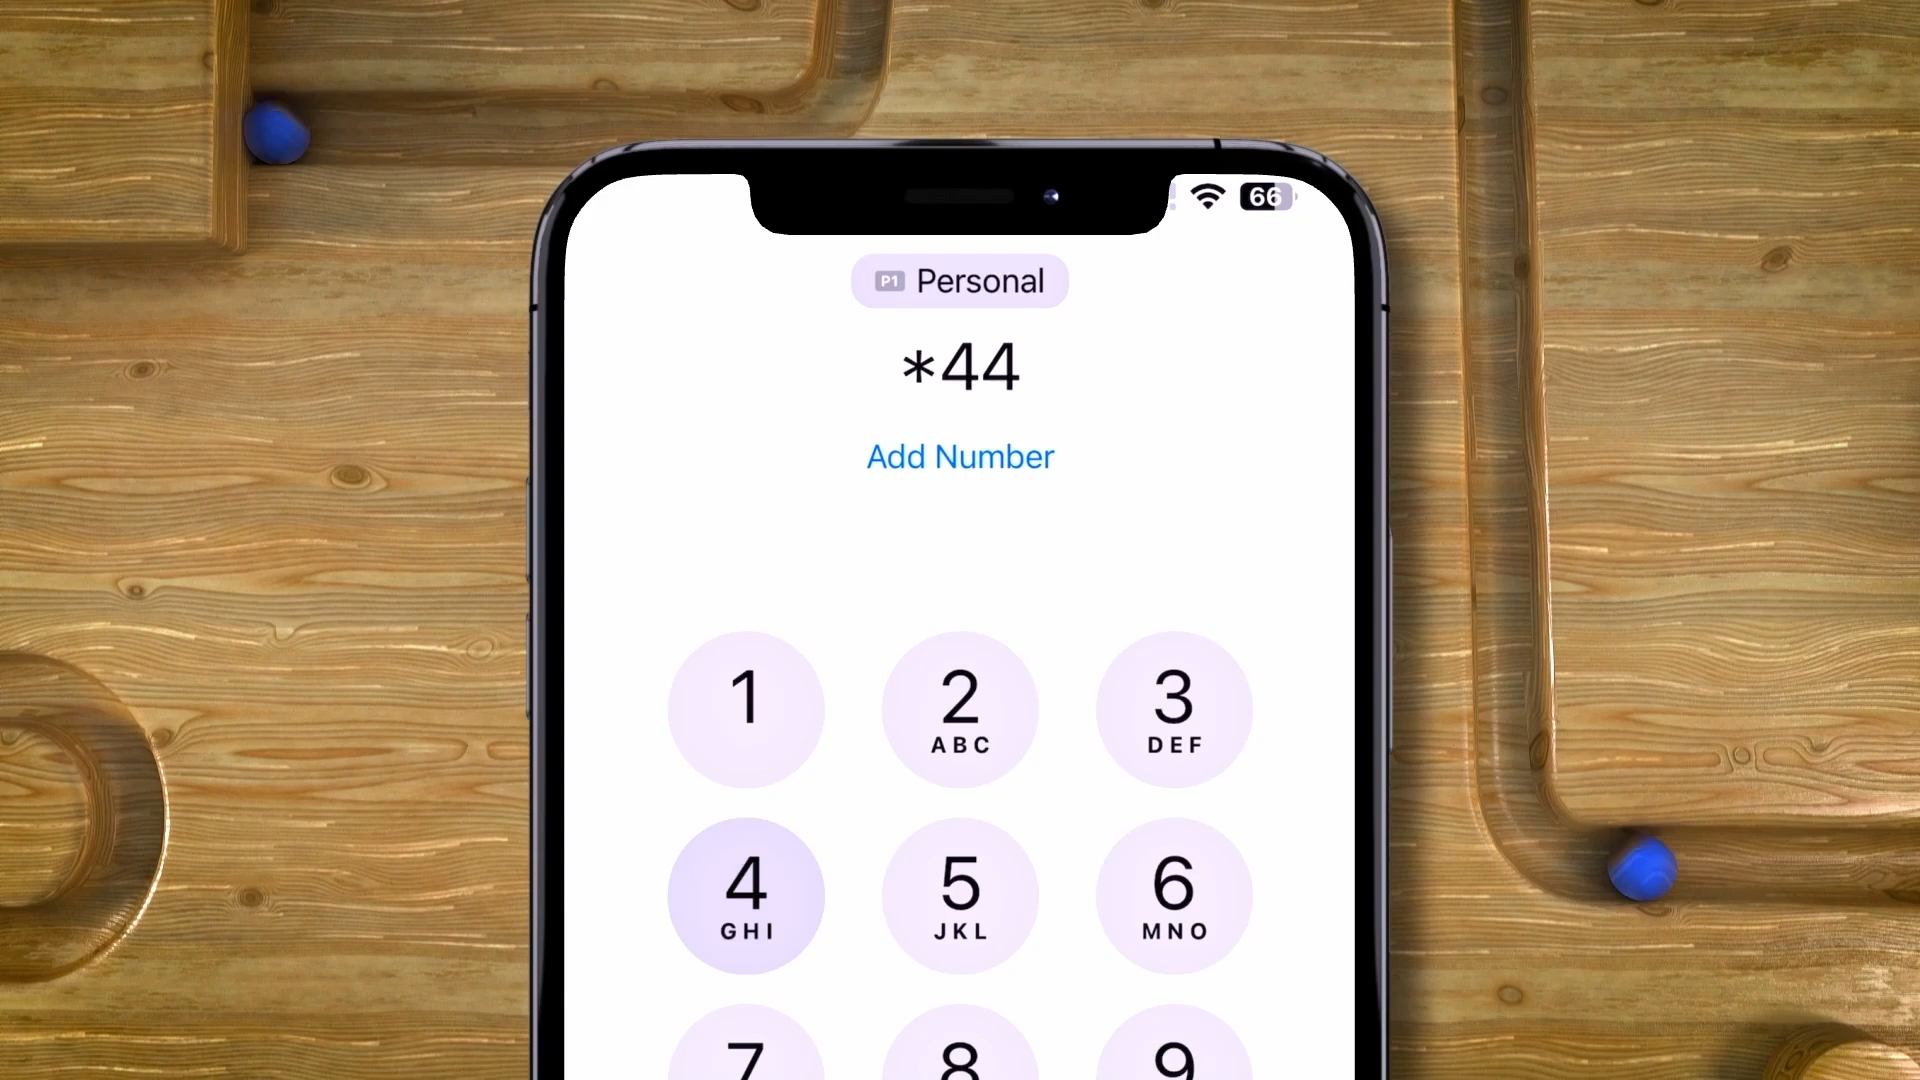 66
P1 Personal
*44
Add Number
1 2 3
ABC DEF
4 5 6
GHI JKL MNO
7 8 9